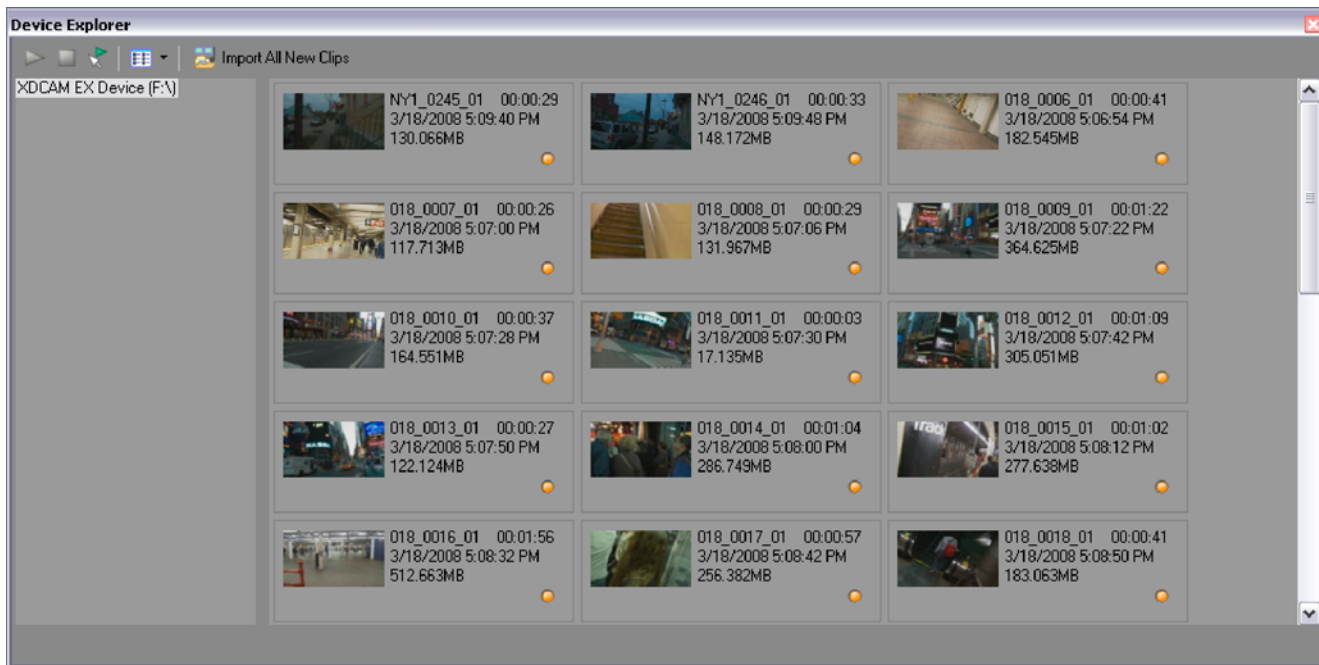 Device Explorer
Import All New Clips
XDCAM EX Device (F:\)
NY1_0245_01 00:00:29
3/18/2008 5:09:40 PM
130.066MB
NY1_0246_01 00:00:33
3/18/2008 5:09:48 PM
148.172MB
018_0006_01 00:00:41
3/18/2008 5:06:54 PM
182.545MB
018_0007_01 00:00:26
3/18/2008 5:07:00 PM
117.713MB
018_0008_01 00:00:29
3/18/2008 5:07:06 PM
131.967MB
018_0009_01 00:01:22
3/18/2008 5:07:22 PM
364.625MB
018_0010_01 00:00:37
3/18/2008 5:07:28 PM
164.551MB
018_0011_01 00:00:03
3/18/2008 5:07:30 PM
17.135MB
018_0012_01 00:01:09
3/18/2008 5:07:42 PM
305.051MB
018_0013_01 00:00:27
3/18/2008 5:07:50 PM
122.124MB
018_0014_01 00:01:04
3/18/2008 5:08:00 PM
286.749MB
018_0015_01 00:01:02
3/18/2008 5:08:12 PM
277.638MB
018_0016_01 00:01:56
3/18/2008 5:08:32 PM
512.663MB
018_0017_01 00:00:57
3/18/2008 5:08:42 PM
256.382MB
018_0018_01 00:00:41
3/18/2008 5:08:50 PM
183.063MB